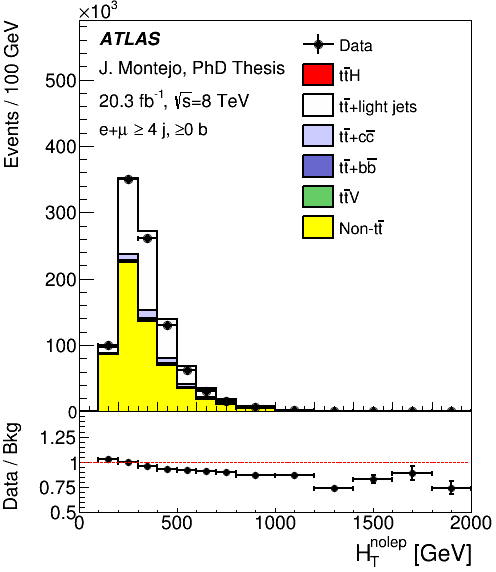 ×10³
Events / 100 GeV
500
400
300
200
100
0
ATLAS
J. Montejo, PhD Thesis
20.3 fb⁻¹, √s=8 TeV
e+μ ≥ 4 j, ≥0 b
Data
tt̄H
tt̄+light jets
tt̄+cc̄
tt̄+bb̄
tt̄V
Non-tt̄
Data / Bkg
1.25
1
0.75
0.5
0 500 1000 1500 2000
H_T^nolep [GeV]